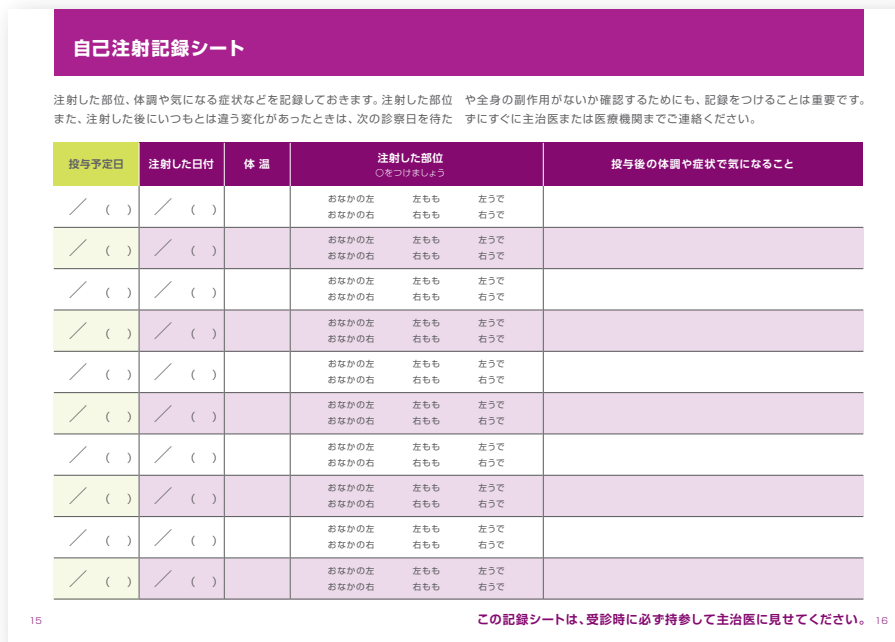 自己注射記録シート
注射した部位、体調や気になる症状などを記録しておきます。注射した部位 や全身の副作用がないか確認するためにも、記録をつけることは重要です。
また、注射した後にいつもとは違う変化があったときは、次の診察日を待た ずにすぐに主治医または医療機関までご連絡ください。
投与予定日 注射した日付 体 温 注射した部位 投与後の体調や症状で気になること
○をつけましょう
／ ( ) ／ ( ) おなかの左 左もも 左うで
おなかの右 右もも 右うで
／ ( ) ／ ( ) おなかの左 左もも 左うで
おなかの右 右もも 右うで
／ ( ) ／ ( ) おなかの左 左もも 左うで
おなかの右 右もも 右うで
／ ( ) ／ ( ) おなかの左 左もも 左うで
おなかの右 右もも 右うで
／ ( ) ／ ( ) おなかの左 左もも 左うで
おなかの右 右もも 右うで
／ ( ) ／ ( ) おなかの左 左もも 左うで
おなかの右 右もも 右うで
／ ( ) ／ ( ) おなかの左 左もも 左うで
おなかの右 右もも 右うで
／ ( ) ／ ( ) おなかの左 左もも 左うで
おなかの右 右もも 右うで
／ ( ) ／ ( ) おなかの左 左もも 左うで
おなかの右 右もも 右うで
／ ( ) ／ ( ) おなかの左 左もも 左うで
おなかの右 右もも 右うで
15 この記録シートは、受診時に必ず持参して主治医に見せてください。 16